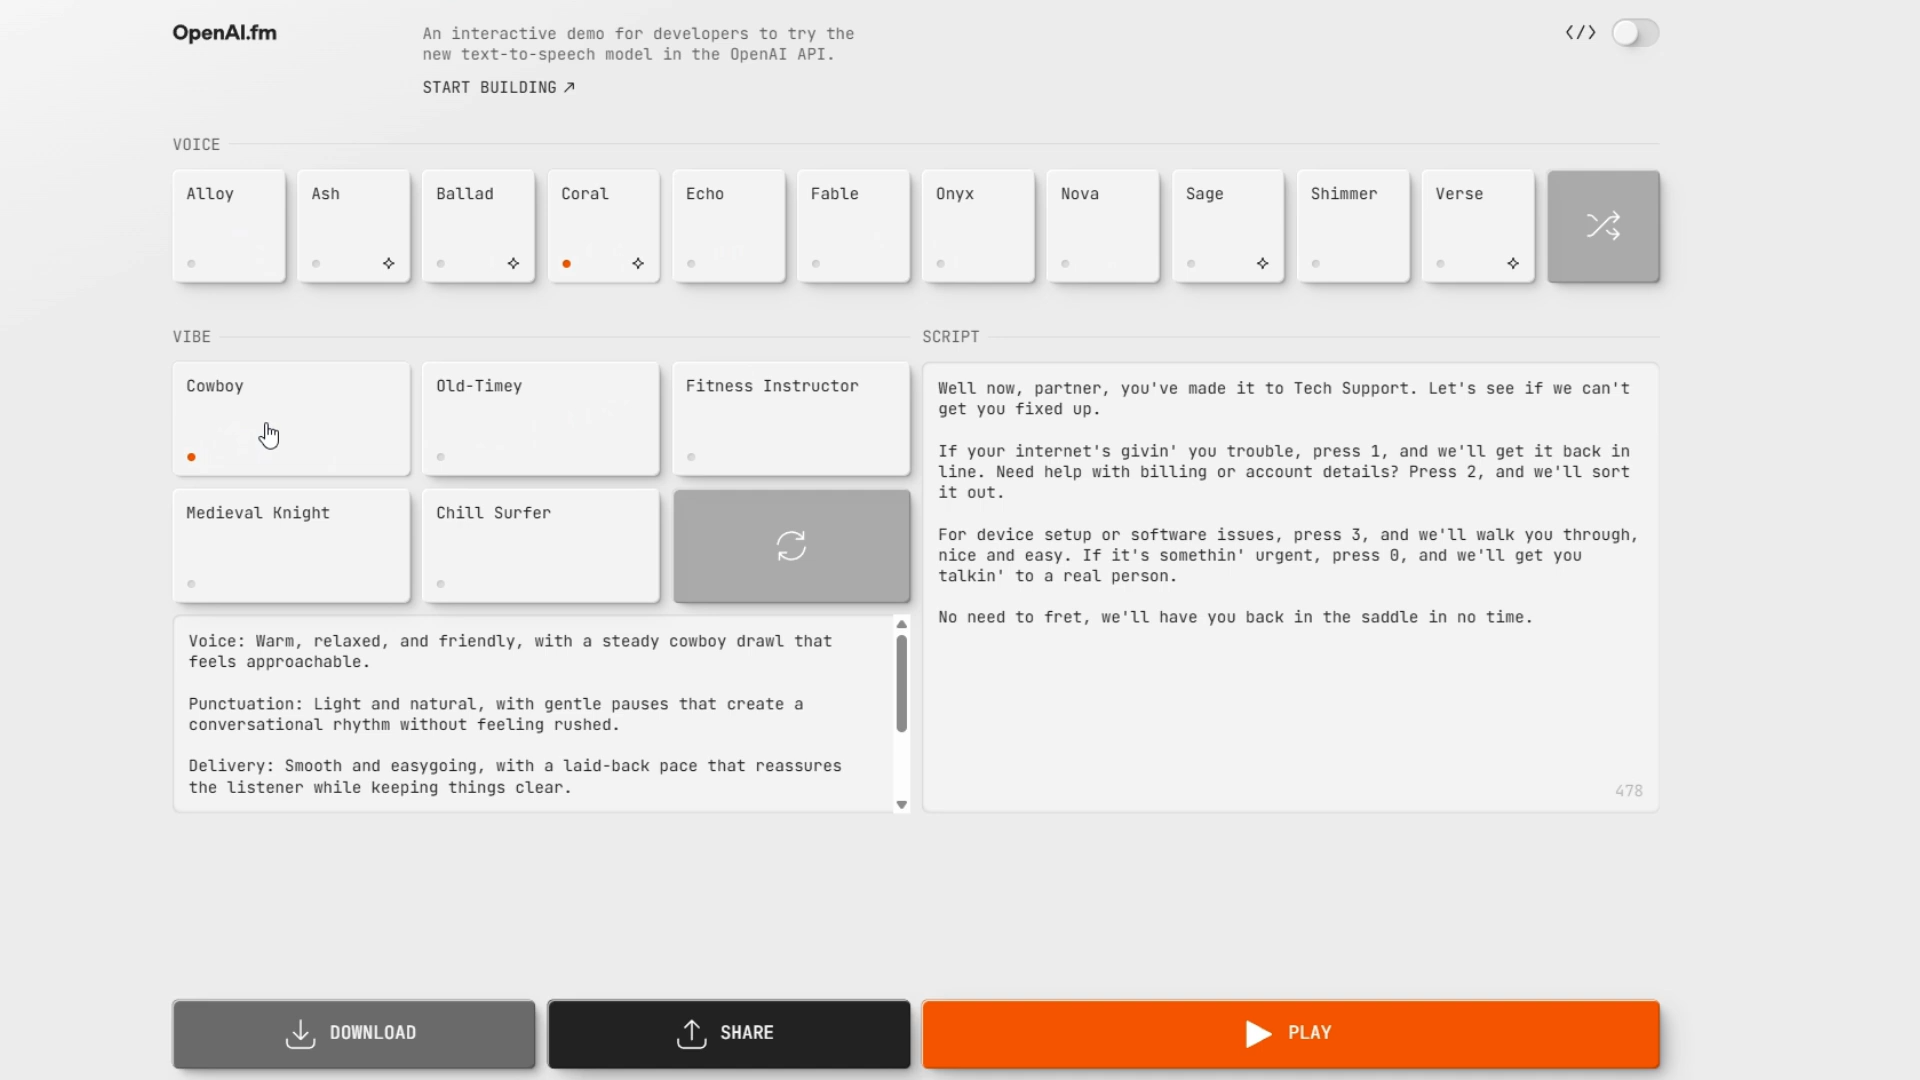 OpenAI.fm
An interactive demo for developers to try the
new text-to-speech model in the OpenAI API.
START BUILDING ↗
</>
VOICE
Alloy
Ash
Ballad
Coral
Echo
Fable
Onyx
Nova
Sage
Shimmer
Verse
VIBE
Cowboy
Old-Timey
Fitness Instructor
Medieval Knight
Chill Surfer
Voice: Warm, relaxed, and friendly, with a steady cowboy drawl that
feels approachable.
Punctuation: Light and natural, with gentle pauses that create a
conversational rhythm without feeling rushed.
Delivery: Smooth and easygoing, with a laid-back pace that reassures
the listener while keeping things clear.
SCRIPT
Well now, partner, you've made it to Tech Support. Let's see if we can't
get you fixed up.
If your internet's givin' you trouble, press 1, and we'll get it back in
line. Need help with billing or account details? Press 2, and we'll sort
it out.
For device setup or software issues, press 3, and we'll walk you through,
nice and easy. If it's somethin' urgent, press 0, and we'll get you
talkin' to a real person.
No need to fret, we'll have you back in the saddle in no time.
478
DOWNLOAD
SHARE
PLAY